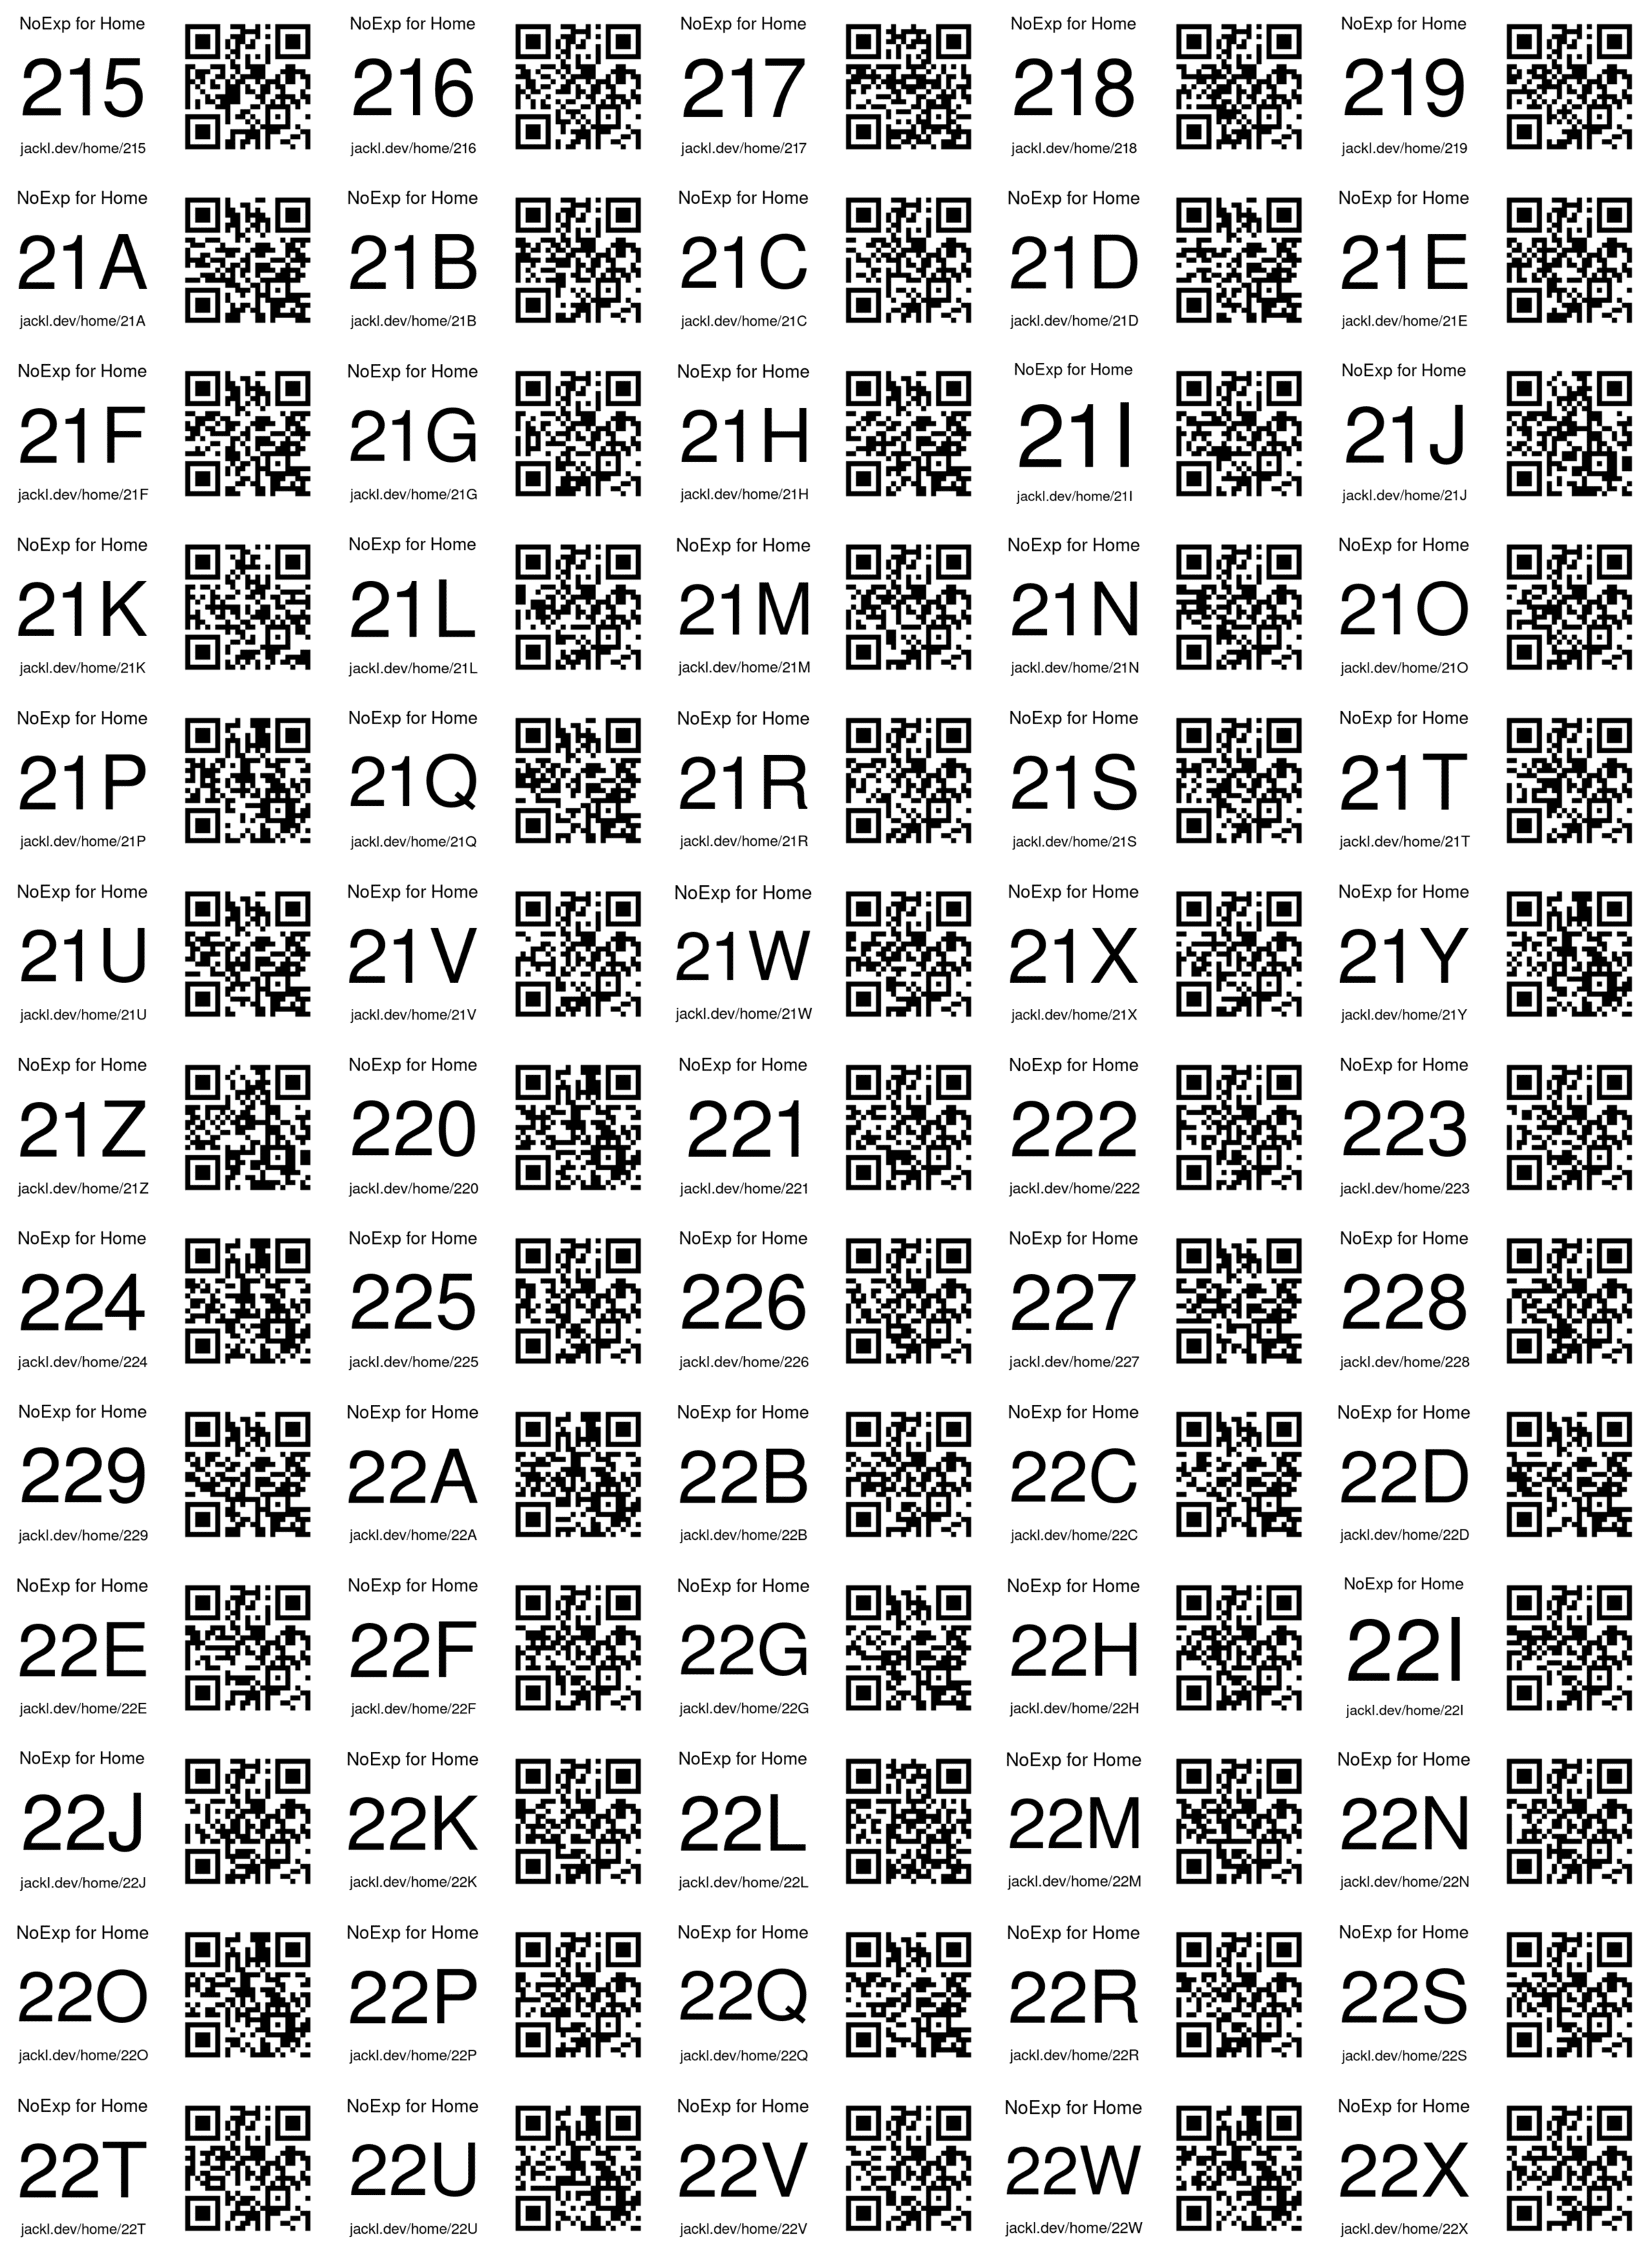 NoExp for Home
215
jackl.dev/home/215
NoExp for Home
216
jackl.dev/home/216
NoExp for Home
217
jackl.dev/home/217
NoExp for Home
218
jackl.dev/home/218
NoExp for Home
219
jackl.dev/home/219
NoExp for Home
21A
jackl.dev/home/21A
NoExp for Home
21B
jackl.dev/home/21B
NoExp for Home
21C
jackl.dev/home/21C
NoExp for Home
21D
jackl.dev/home/21D
NoExp for Home
21E
jackl.dev/home/21E
NoExp for Home
21F
jackl.dev/home/21F
NoExp for Home
21G
jackl.dev/home/21G
NoExp for Home
21H
jackl.dev/home/21H
NoExp for Home
21I
jackl.dev/home/21I
NoExp for Home
21J
jackl.dev/home/21J
NoExp for Home
21K
jackl.dev/home/21K
NoExp for Home
21L
jackl.dev/home/21L
NoExp for Home
21M
jackl.dev/home/21M
NoExp for Home
21N
jackl.dev/home/21N
NoExp for Home
21O
jackl.dev/home/21O
NoExp for Home
21P
jackl.dev/home/21P
NoExp for Home
21Q
jackl.dev/home/21Q
NoExp for Home
21R
jackl.dev/home/21R
NoExp for Home
21S
jackl.dev/home/21S
NoExp for Home
21T
jackl.dev/home/21T
NoExp for Home
21U
jackl.dev/home/21U
NoExp for Home
21V
jackl.dev/home/21V
NoExp for Home
21W
jackl.dev/home/21W
NoExp for Home
21X
jackl.dev/home/21X
NoExp for Home
21Y
jackl.dev/home/21Y
NoExp for Home
21Z
jackl.dev/home/21Z
NoExp for Home
220
jackl.dev/home/220
NoExp for Home
221
jackl.dev/home/221
NoExp for Home
222
jackl.dev/home/222
NoExp for Home
223
jackl.dev/home/223
NoExp for Home
224
jackl.dev/home/224
NoExp for Home
225
jackl.dev/home/225
NoExp for Home
226
jackl.dev/home/226
NoExp for Home
227
jackl.dev/home/227
NoExp for Home
228
jackl.dev/home/228
NoExp for Home
229
jackl.dev/home/229
NoExp for Home
22A
jackl.dev/home/22A
NoExp for Home
22B
jackl.dev/home/22B
NoExp for Home
22C
jackl.dev/home/22C
NoExp for Home
22D
jackl.dev/home/22D
NoExp for Home
22E
jackl.dev/home/22E
NoExp for Home
22F
jackl.dev/home/22F
NoExp for Home
22G
jackl.dev/home/22G
NoExp for Home
22H
jackl.dev/home/22H
NoExp for Home
22I
jackl.dev/home/22I
NoExp for Home
22J
jackl.dev/home/22J
NoExp for Home
22K
jackl.dev/home/22K
NoExp for Home
22L
jackl.dev/home/22L
NoExp for Home
22M
jackl.dev/home/22M
NoExp for Home
22N
jackl.dev/home/22N
NoExp for Home
22O
jackl.dev/home/22O
NoExp for Home
22P
jackl.dev/home/22P
NoExp for Home
22Q
jackl.dev/home/22Q
NoExp for Home
22R
jackl.dev/home/22R
NoExp for Home
22S
jackl.dev/home/22S
NoExp for Home
22T
jackl.dev/home/22T
NoExp for Home
22U
jackl.dev/home/22U
NoExp for Home
22V
jackl.dev/home/22V
NoExp for Home
22W
jackl.dev/home/22W
NoExp for Home
22X
jackl.dev/home/22X